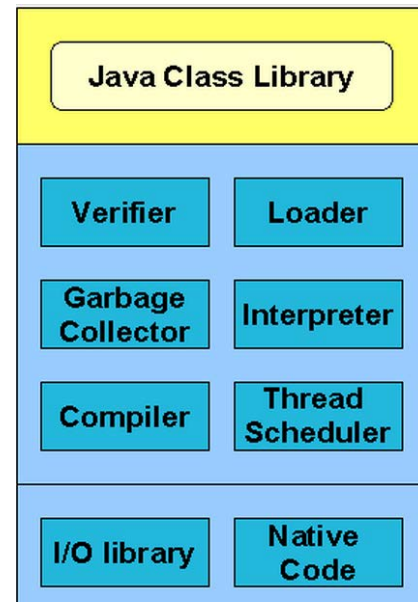 Java Class Library
Verifier
Loader
Garbage
Collector
Interpreter
Compiler
Thread
Scheduler
I/O library
Native
Code